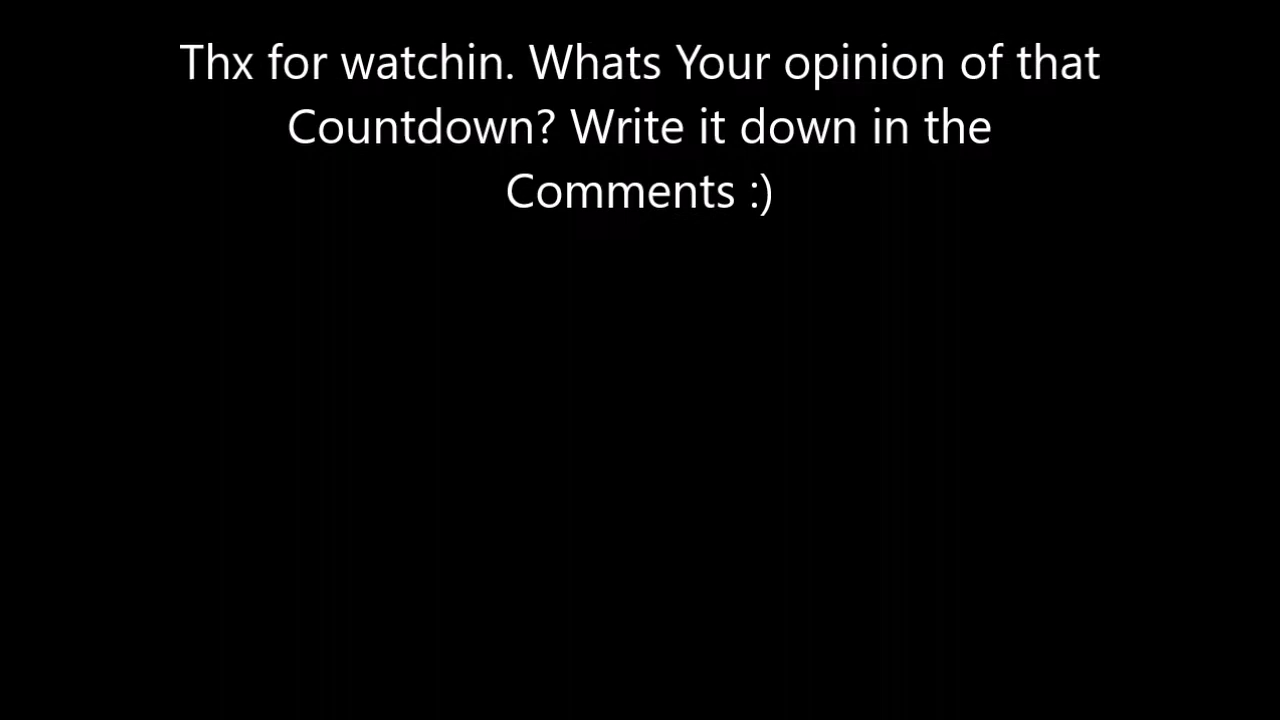 Thx for watchin. Whats Your opinion of that
Countdown? Write it down in the
Comments :)